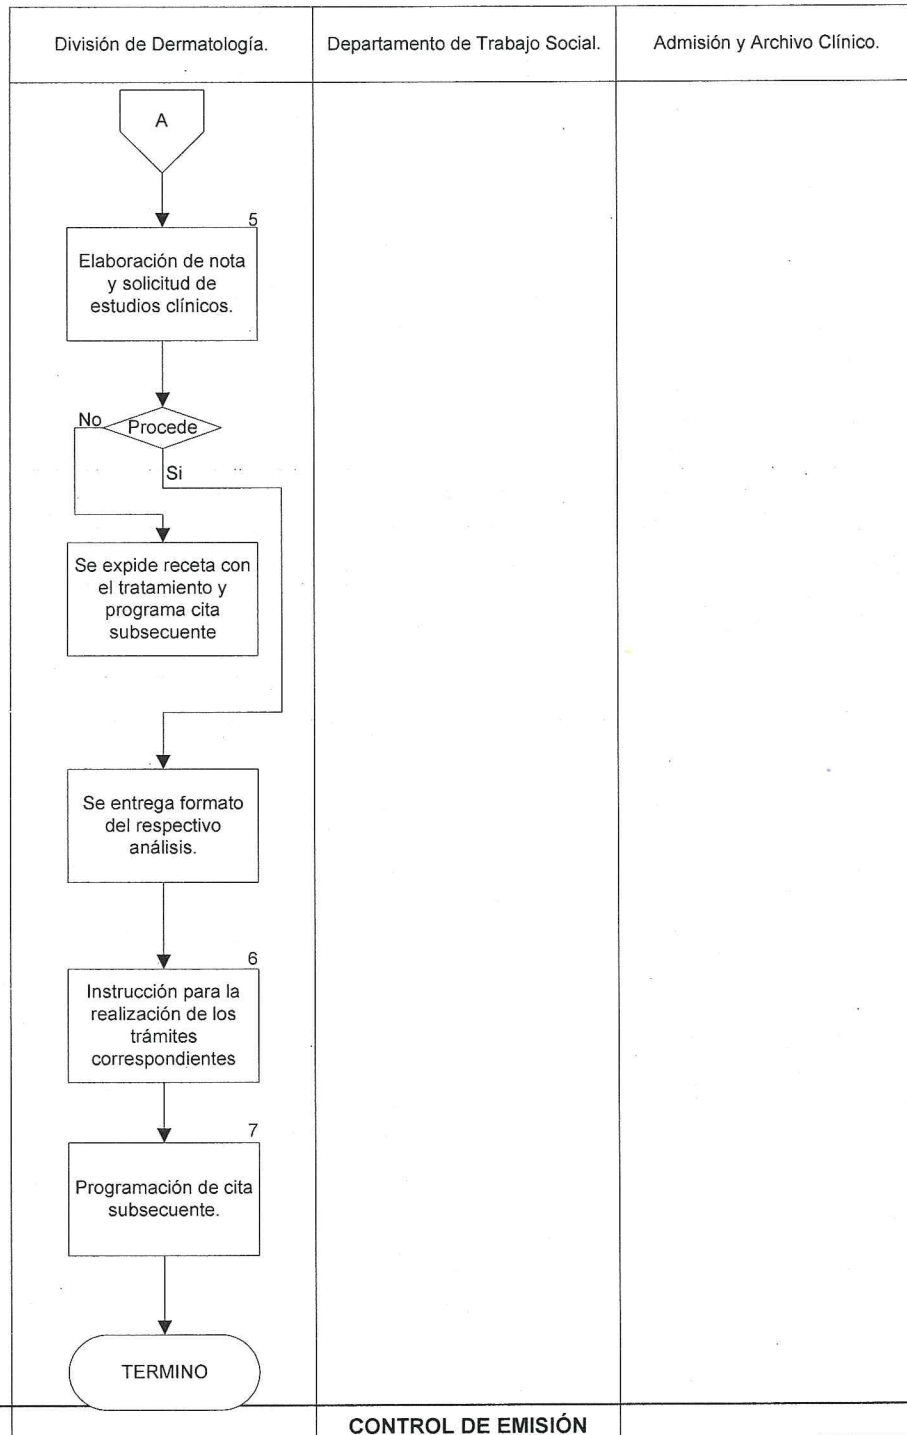 División de Dermatología.
Departamento de Trabajo Social.
Admisión y Archivo Clínico.
A
5
Elaboración de nota
y solicitud de
estudios clínicos.
No
Procede
Si
Se expide receta con
el tratamiento y
programa cita
subsecuente
Se entrega formato
del respectivo
análisis.
6
Instrucción para la
realización de los
trámites
correspondientes
7
Programación de cita
subsecuente.
TERMINO
CONTROL DE EMISIÓN